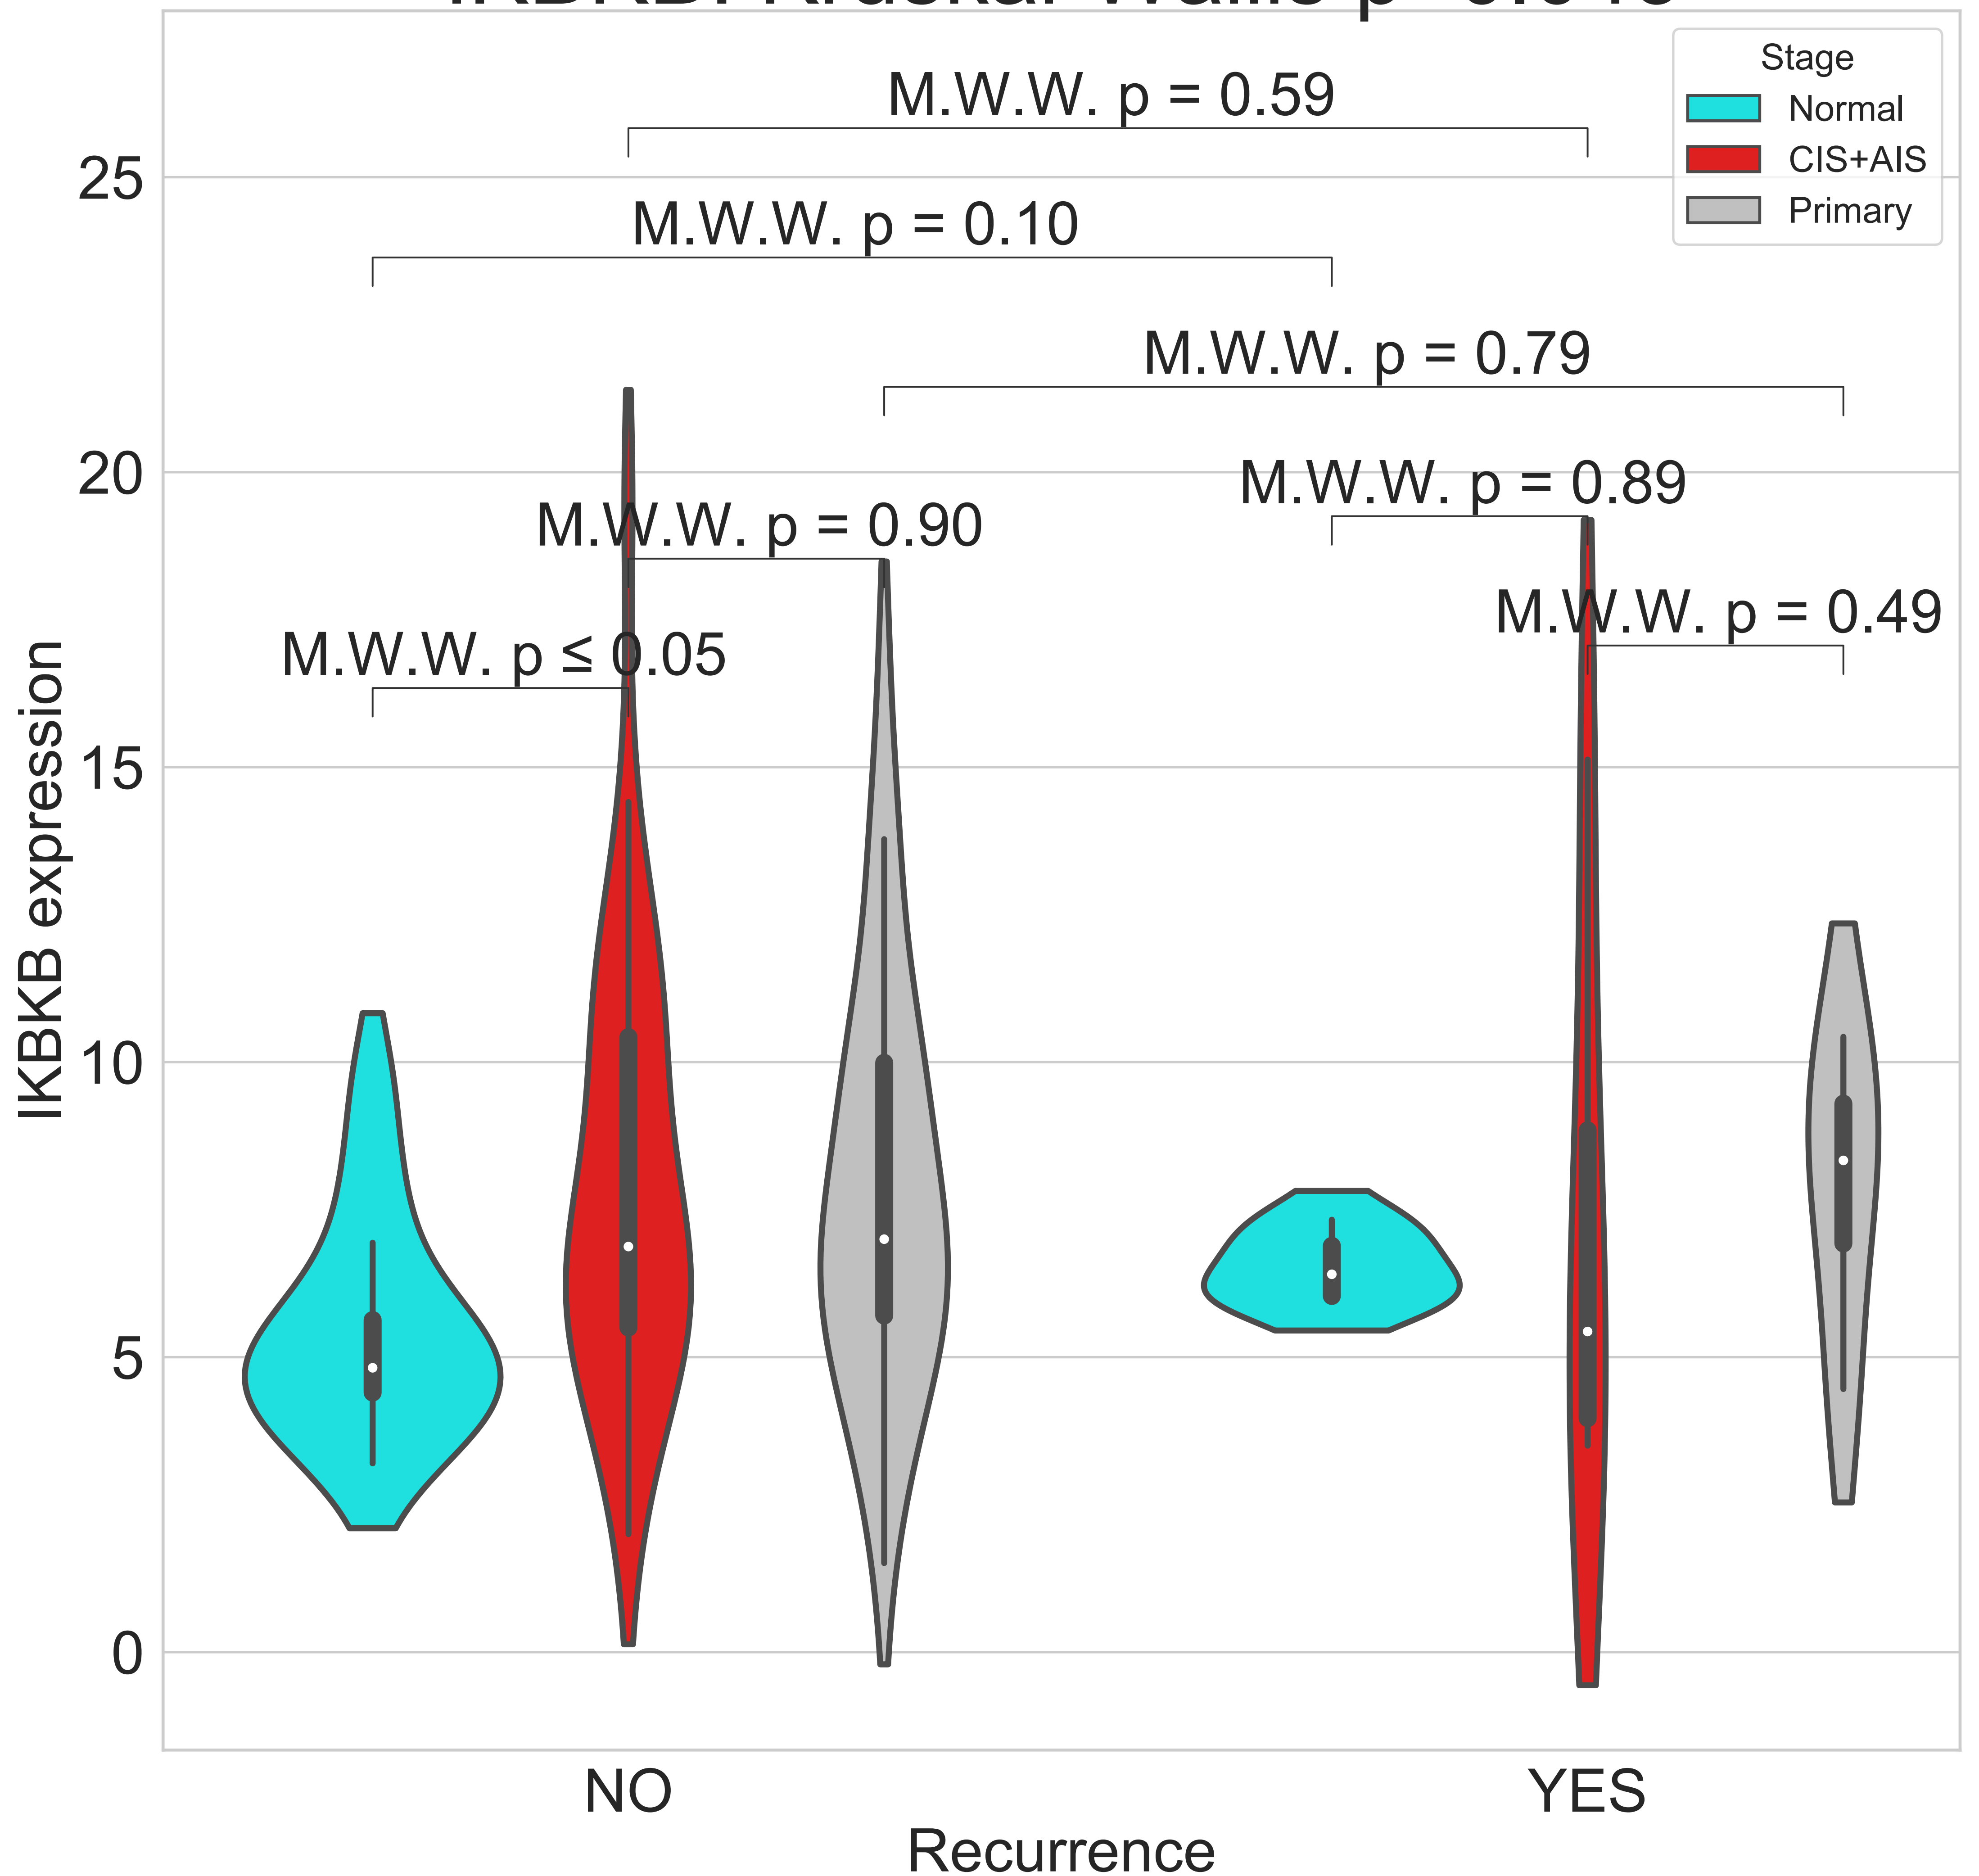 Stage
Normal
CIS+AIS
Primary
M.W.W. p = 0.59
M.W.W. p = 0.10
M.W.W. p = 0.79
M.W.W. p = 0.89
M.W.W. p = 0.90
M.W.W. p = 0.49
M.W.W. p ≤ 0.05
25
20
15
10
5
0
IKBKB expression
NO
YES
Recurrence